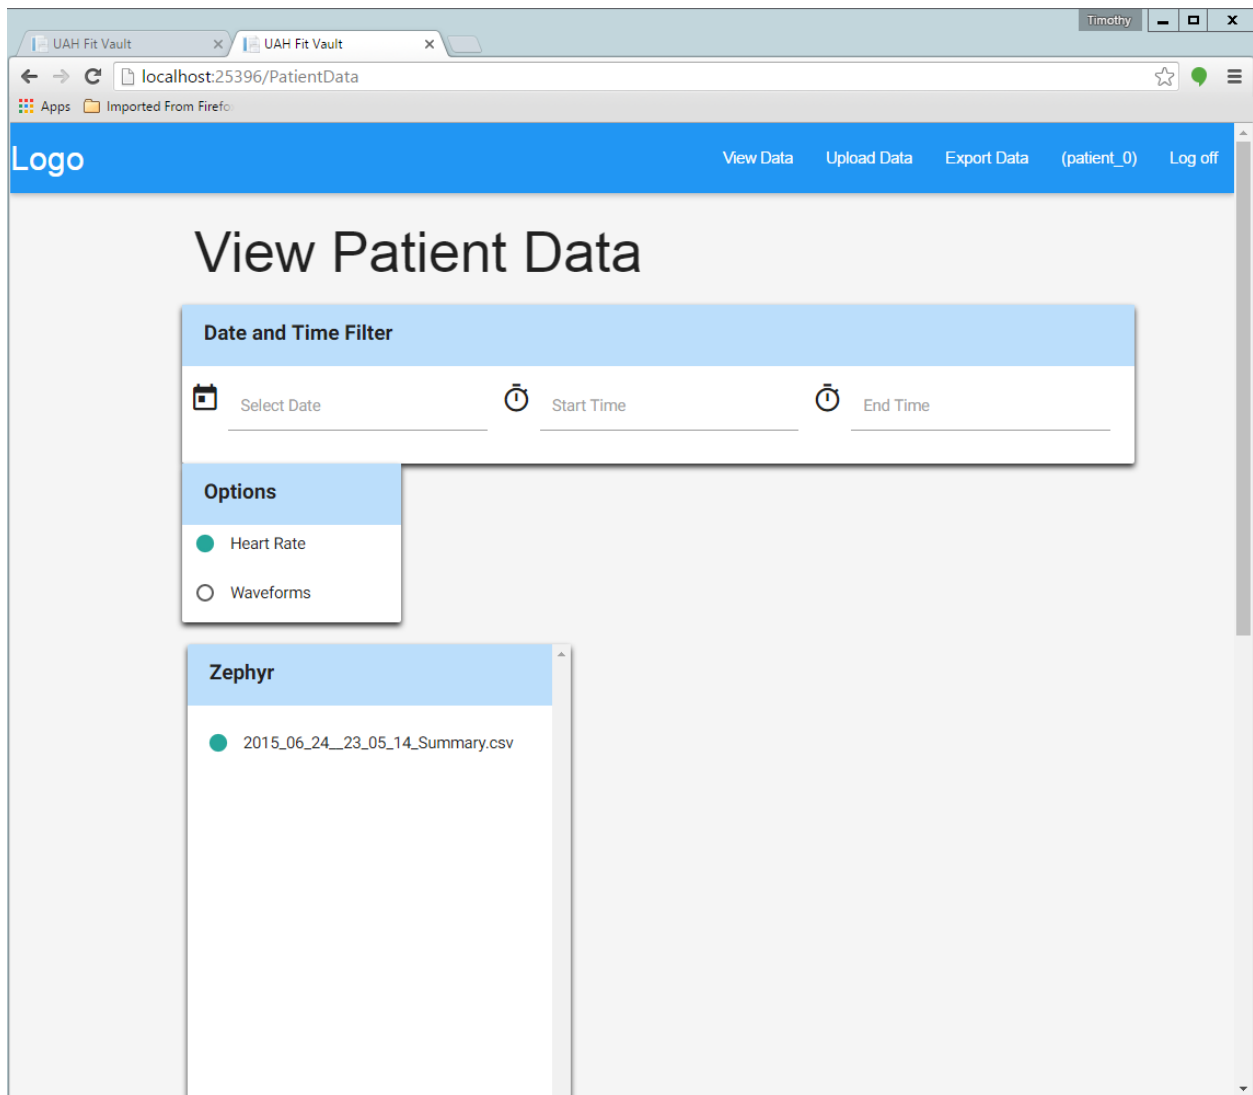 Timothy
UAH Fit Vault UAH Fit Vault
localhost:25396/PatientData
Apps Imported From Firefo
Logo View Data Upload Data Export Data (patient_0) Log off
View Patient Data
Date and Time Filter
Select Date Start Time End Time
Options
Heart Rate
Waveforms
Zephyr
2015_06_24__23_05_14_Summary.csv